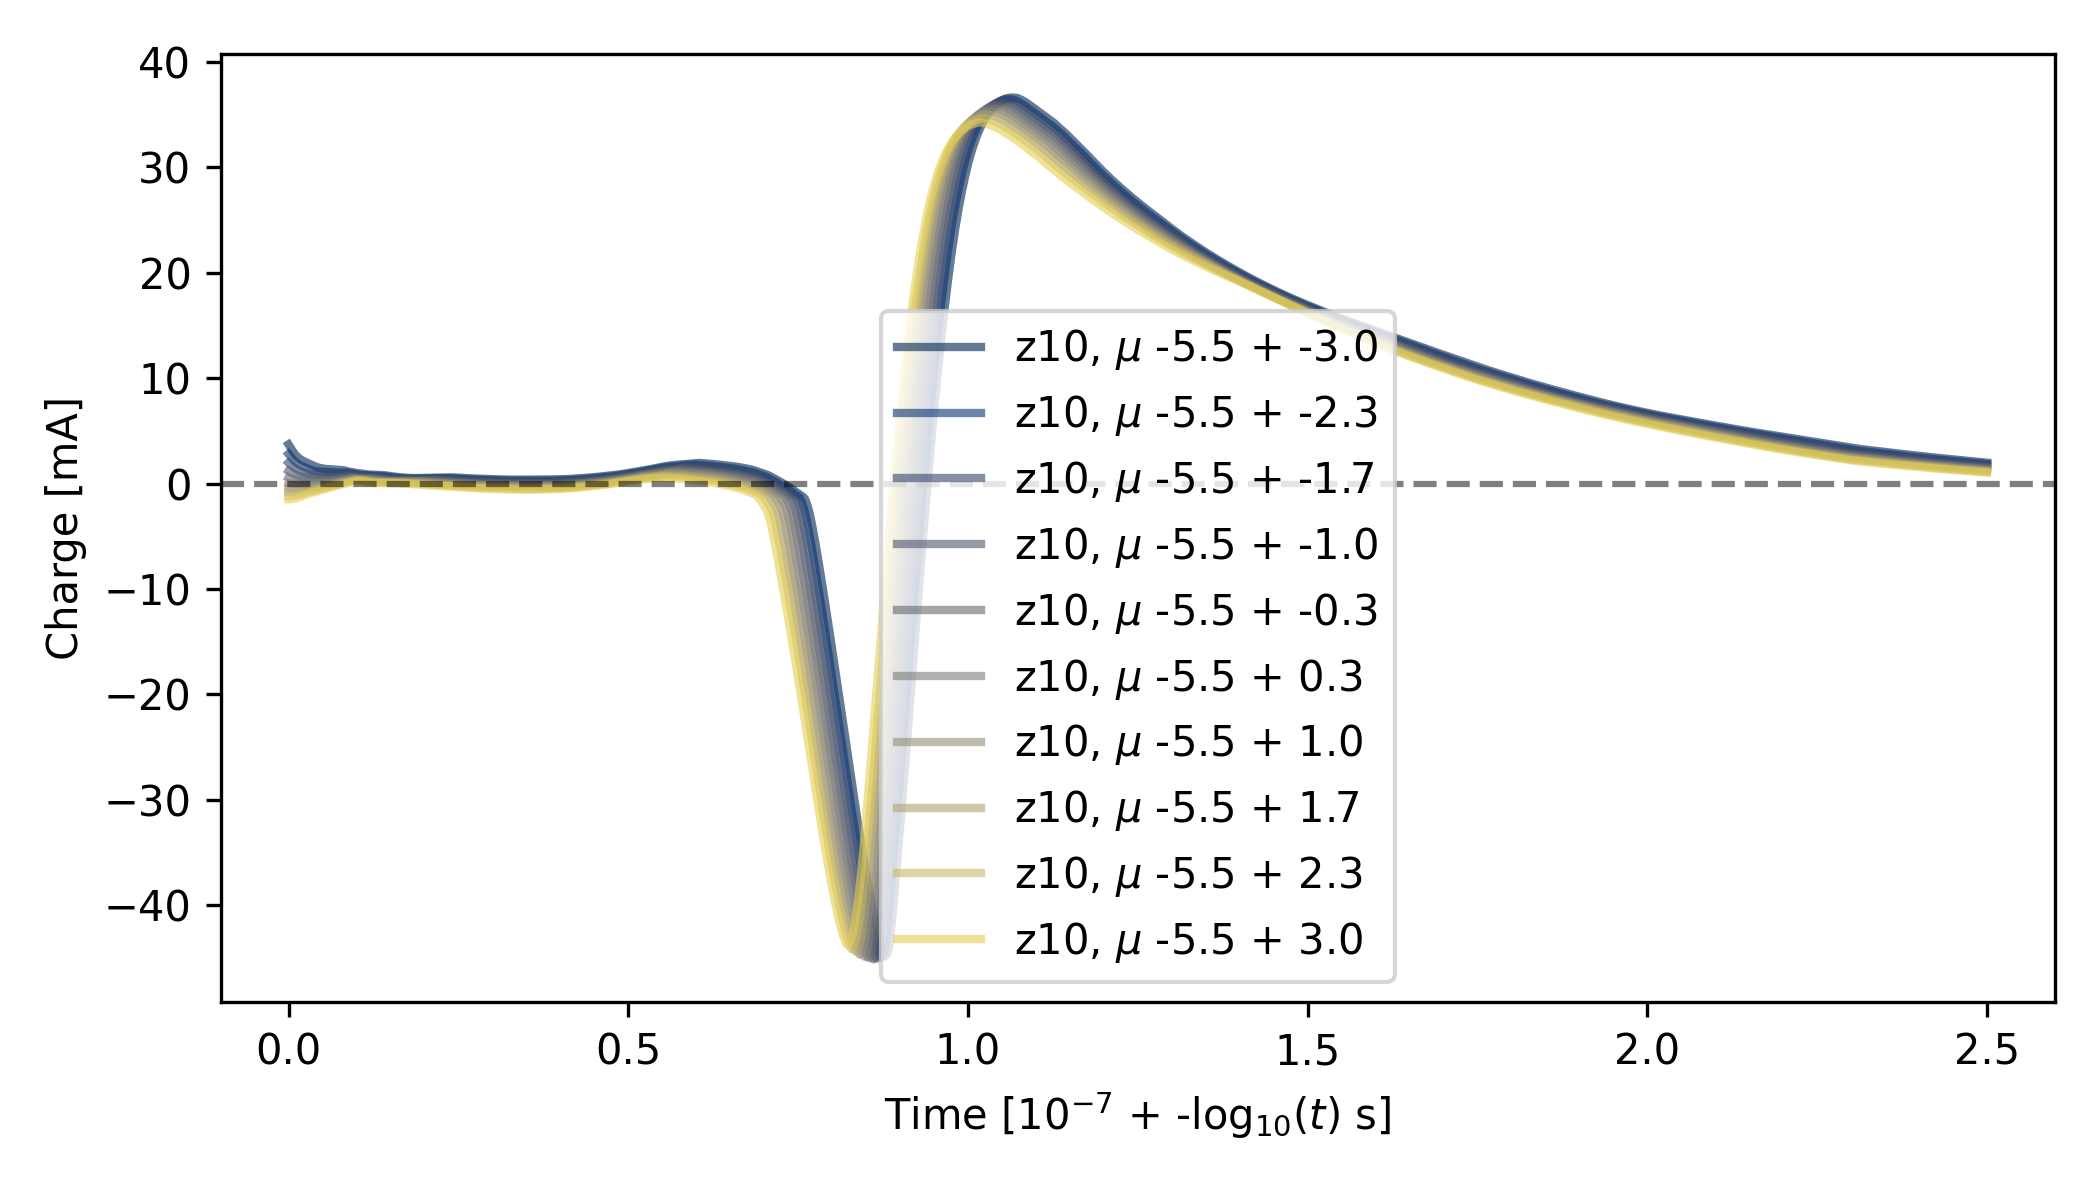 40
30
20
10
0
−10
−20
−30
−40
Charge [mA]
z10, μ -5.5 + -3.0
z10, μ -5.5 + -2.3
z10, μ -5.5 + -1.7
z10, μ -5.5 + -1.0
z10, μ -5.5 + -0.3
z10, μ -5.5 + 0.3
z10, μ -5.5 + 1.0
z10, μ -5.5 + 1.7
z10, μ -5.5 + 2.3
z10, μ -5.5 + 3.0
0.0 0.5 1.0 1.5 2.0 2.5
Time [10⁻⁷ + -log₁₀(t) s]